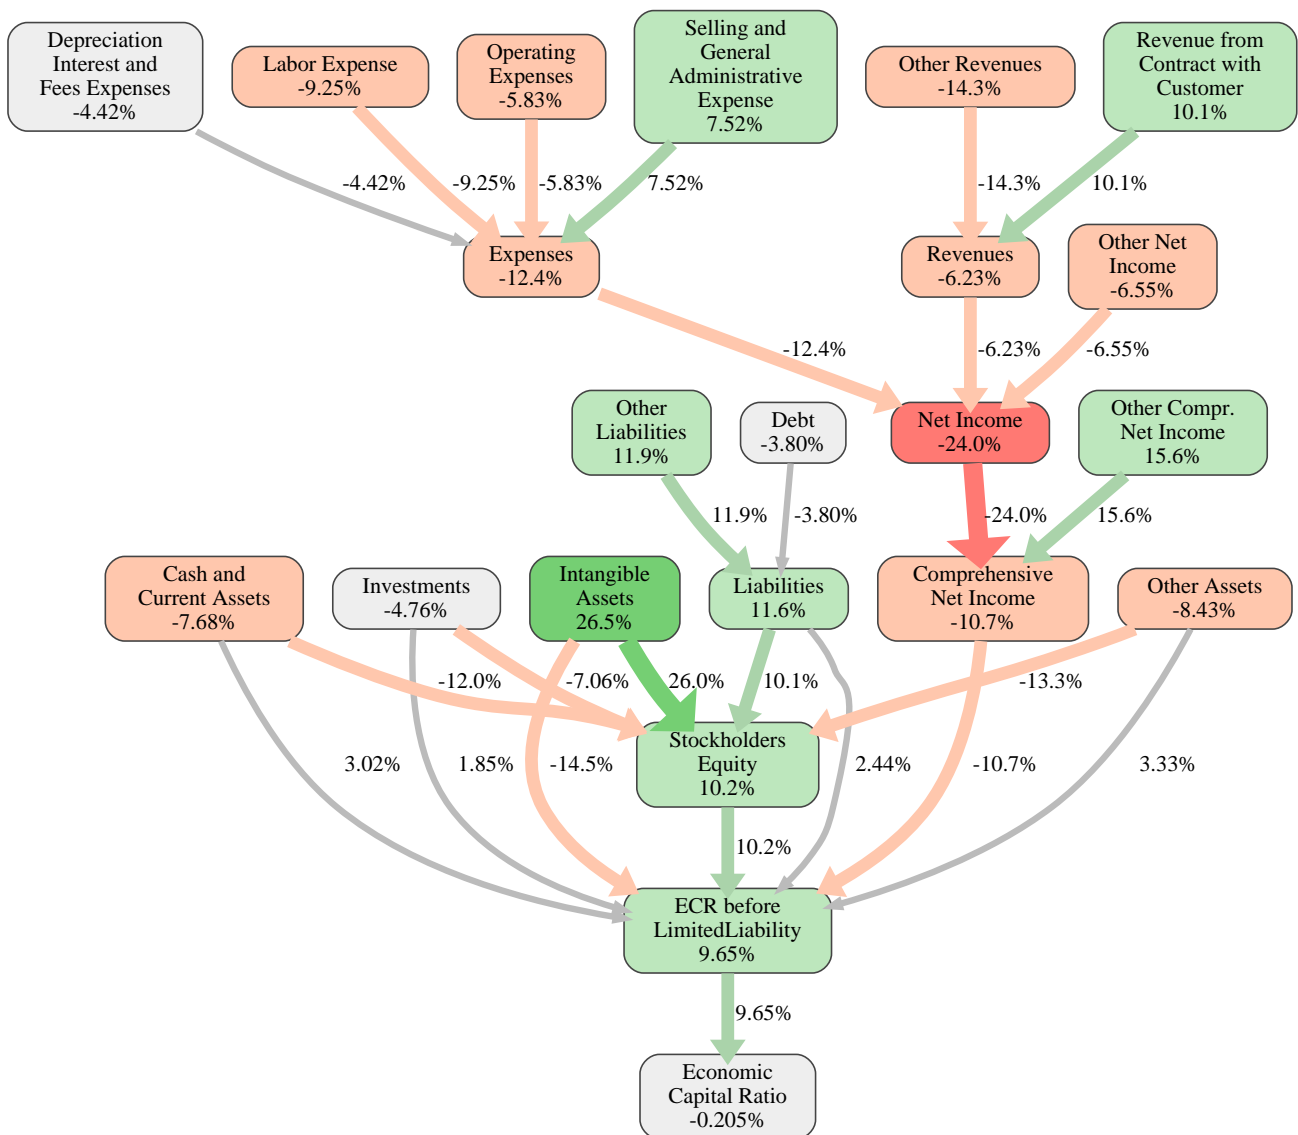 Depreciation
Interest and
Fees Expenses
-4.42%
Labor Expense
-9.25%
Operating
Expenses
-5.83%
Selling and
General
Administrative
Expense
7.52%
Other Revenues
-14.3%
Revenue from
Contract with
Customer
10.1%
-4.42%
-9.25%
-5.83%
7.52%
-14.3%
10.1%
Expenses
-12.4%
Revenues
-6.23%
Other Net
Income
-6.55%
-12.4%
-6.23%
-6.55%
Other
Liabilities
11.9%
Debt
-3.80%
Net Income
-24.0%
Other Compr.
Net Income
15.6%
11.9%
-3.80%
-24.0%
15.6%
Cash and
Current Assets
-7.68%
Investments
-4.76%
Intangible
Assets
26.5%
Liabilities
11.6%
Comprehensive
Net Income
-10.7%
Other Assets
-8.43%
-12.0%
-7.06%
26.0%
10.1%
-13.3%
Stockholders
Equity
10.2%
3.02%
1.85%
-14.5%
2.44%
-10.7%
3.33%
10.2%
ECR before
LimitedLiability
9.65%
9.65%
Economic
Capital Ratio
-0.205%